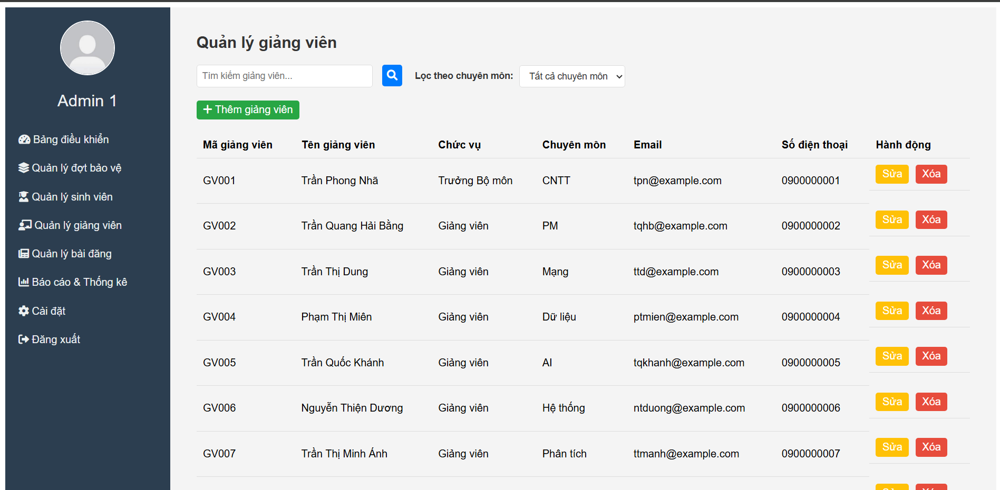 Admin 1
Bảng điều khiển
Quản lý đợt bảo vệ
Quản lý sinh viên
Quản lý giảng viên
Quản lý bài đăng
Báo cáo & Thống kê
Cài đặt
Đăng xuất
Quản lý giảng viên
Tìm kiếm giảng viên...
Lọc theo chuyên môn: Tất cả chuyên môn
Thêm giảng viên
Mã giảng viên Tên giảng viên Chức vụ Chuyên môn Email Số điện thoại Hành động
GV001 Trần Phong Nhã Trưởng Bộ môn CNTT tpn@example.com 0900000001 Sửa Xóa
GV002 Trần Quang Hải Bằng Giảng viên PM tqhb@example.com 0900000002 Sửa Xóa
GV003 Trần Thị Dung Giảng viên Mạng ttd@example.com 0900000003 Sửa Xóa
GV004 Phạm Thị Miên Giảng viên Dữ liệu ptmien@example.com 0900000004 Sửa Xóa
GV005 Trần Quốc Khánh Giảng viên AI tqkhanh@example.com 0900000005 Sửa Xóa
GV006 Nguyễn Thiện Dương Giảng viên Hệ thống ntduong@example.com 0900000006 Sửa Xóa
GV007 Trần Thị Minh Ánh Giảng viên Phân tích ttmanh@example.com 0900000007 Sửa Xóa